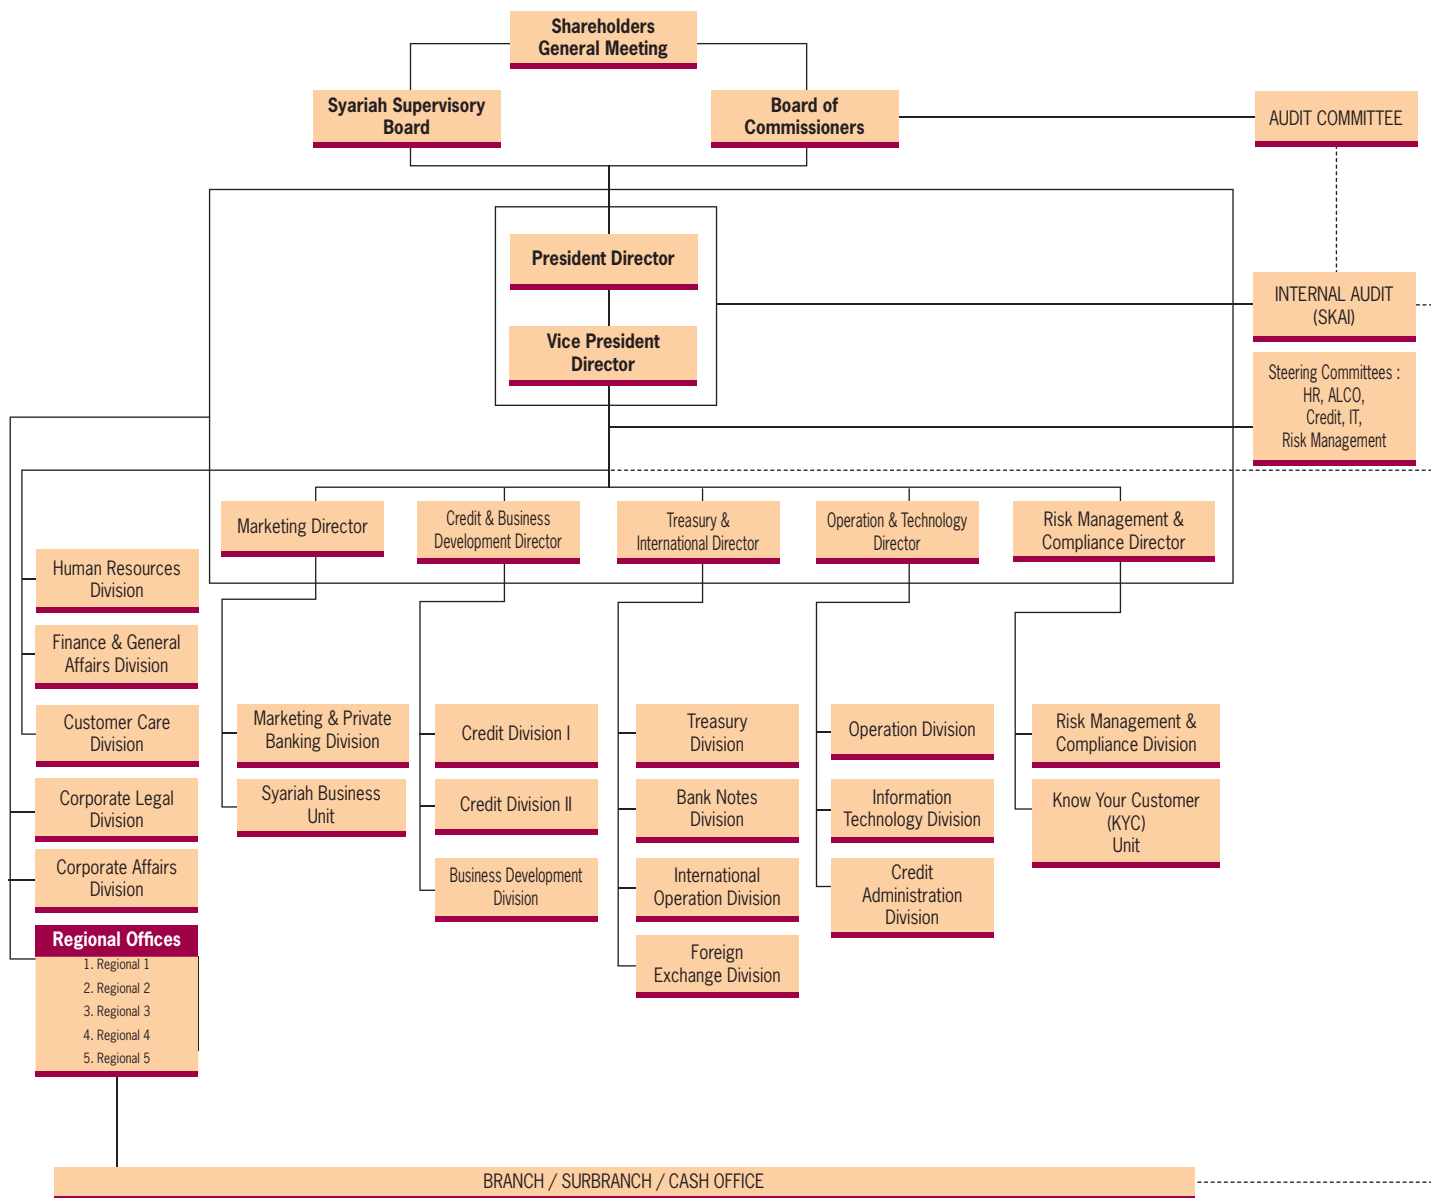 Shareholders
General Meeting
Syariah Supervisory
Board
Board of
Commissioners
AUDIT COMMITTEE
President Director
Vice President
Director
INTERNAL AUDIT
(SKAI)
Steering Committees :
HR, ALCO,
Credit, IT,
Risk Management
Marketing Director
Credit & Business
Development Director
Treasury &
International Director
Operation & Technology
Director
Risk Management &
Compliance Director
Human Resources
Division
Finance & General
Affairs Division
Customer Care
Division
Corporate Legal
Division
Corporate Affairs
Division
Regional Offices
1. Regional 1
2. Regional 2
3. Regional 3
4. Regional 4
5. Regional 5
Marketing & Private
Banking Division
Syariah Business
Unit
Credit Division I
Credit Division II
Business Development
Division
Treasury
Division
Bank Notes
Division
International
Operation Division
Foreign
Exchange Division
Operation Division
Information
Technology Division
Credit
Administration
Division
Risk Management &
Compliance Division
Know Your Customer
(KYC)
Unit
BRANCH / SURBRANCH / CASH OFFICE